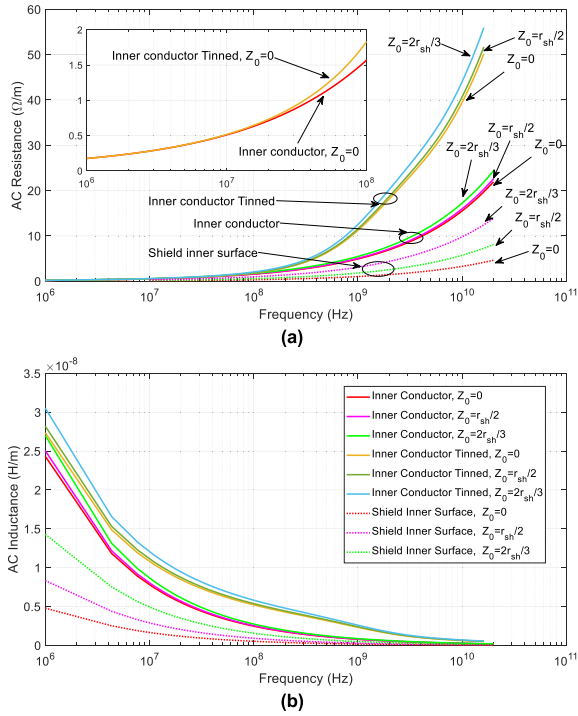 60
50
40
30
20
10
0
AC Resistance (Ω/m)
2
1.5
1
0.5
0
10^6
10^7
10^8
Inner conductor Tinned, Z_0=0
Inner conductor, Z_0=0
Z_0=2r_sh/3
Z_0=r_sh/2
Z_0=0
Z_0=r_sh/2
Z_0=2r_sh/3
Z_0=0
Z_0=2r_sh/3
Z_0=r_sh/2
Z_0=0
Inner conductor Tinned
Inner conductor
Shield inner surface
10^6
10^7
10^8
10^9
10^10
10^11
Frequency (Hz)
(a)
×10^-8
3.5
3
2.5
2
1.5
1
0.5
0
AC Inductance (H/m)
Inner Conductor, Z_0=0
Inner Conductor, Z_0=r_sh/2
Inner Conductor, Z_0=2r_sh/3
Inner Conductor Tinned, Z_0=0
Inner Conductor Tinned, Z_0=r_sh/2
Inner Conductor Tinned, Z_0=2r_sh/3
Shield Inner Surface, Z_0=0
Shield Inner Surface, Z_0=r_sh/2
Shield Inner Surface, Z_0=2r_sh/3
10^6
10^7
10^8
10^9
10^10
10^11
Frequency (Hz)
(b)